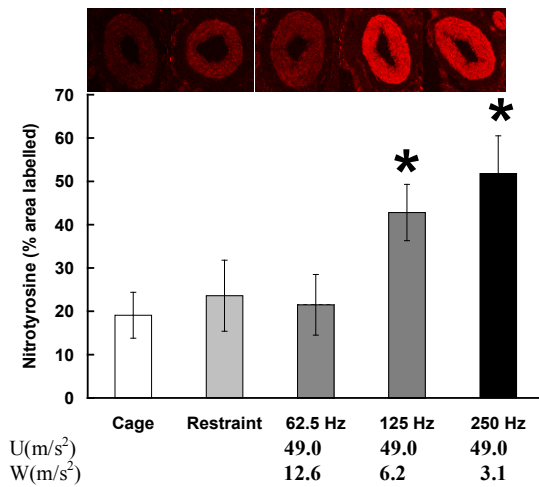 70
60
50
40
30
20
10
0
Nitrotyrosine (% area labelled)
*
*
Cage Restraint 62.5 Hz 125 Hz 250 Hz
U(m/s²) 49.0 49.0 49.0
W(m/s²) 12.6 6.2 3.1